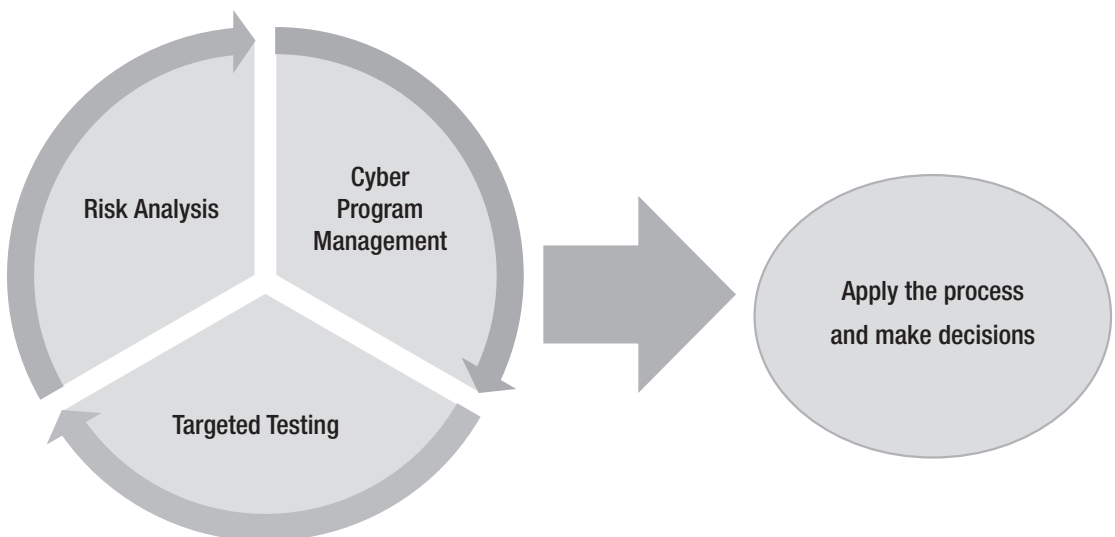 Risk Analysis
Cyber
Program
Management
Targeted Testing
Apply the process
and make decisions